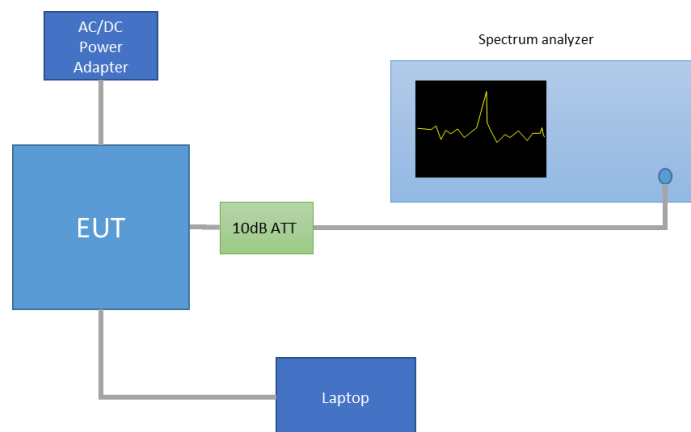 AC/DC
Power
Adapter
Spectrum analyzer
EUT
10dB ATT
Laptop